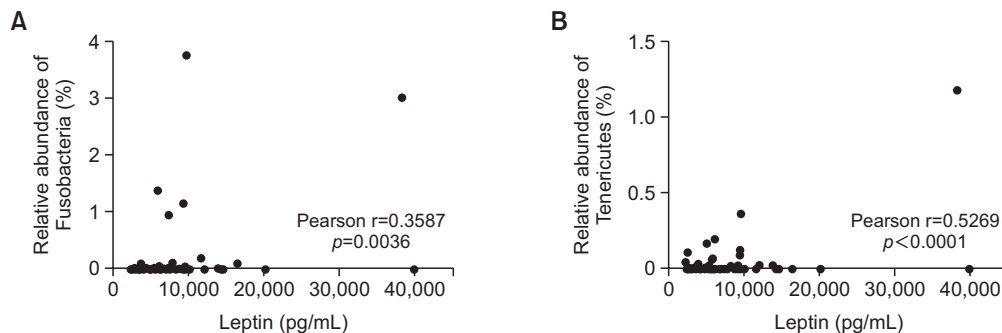 A
Relative abundance of
Fusobacteria (%)
4
3
2
1
0
0
10,000
20,000
30,000
40,000
Leptin (pg/mL)
Pearson r=0.3587
p=0.0036
B
Relative abundance of
Tenericutes (%)
1.5
1.0
0.5
0
0
10,000
20,000
30,000
40,000
Leptin (pg/mL)
Pearson r=0.5269
p<0.0001